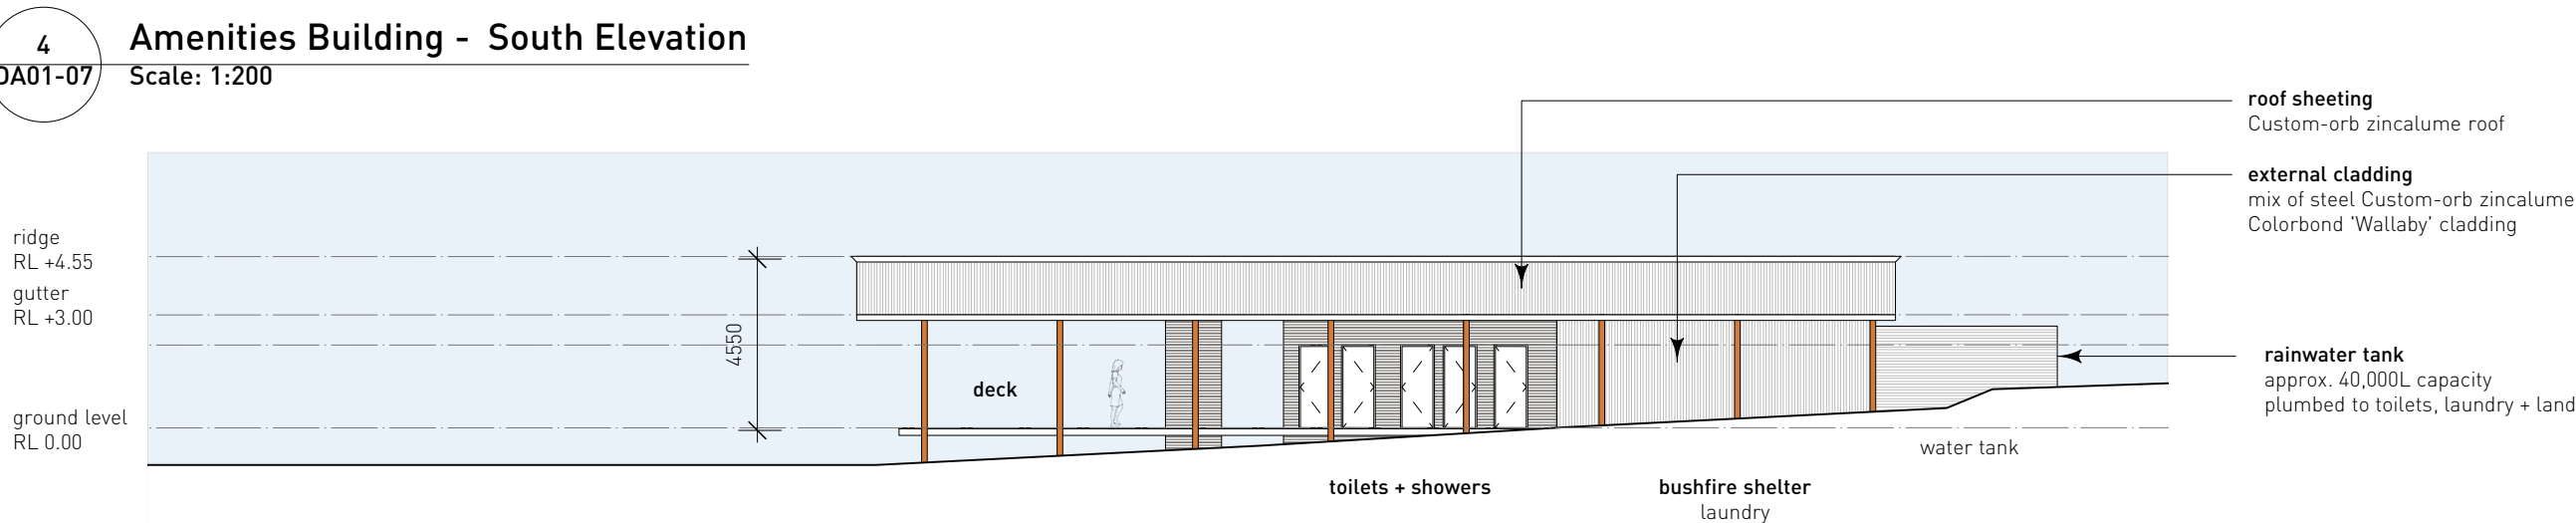 4
DA01-07
Amenities Building -  South Elevation
Scale: 1:200
roof sheeting
Custom-orb zincalume roof
external cladding
mix of steel Custom-orb zincalume
Colorbond 'Wallaby' cladding
ridge
RL +4.55
gutter
RL +3.00
4550
deck
rainwater tank
approx. 40,000L capacity
plumbed to toilets, laundry + land
ground level
RL 0.00
water tank
toilets + showers
bushfire shelter
laundry